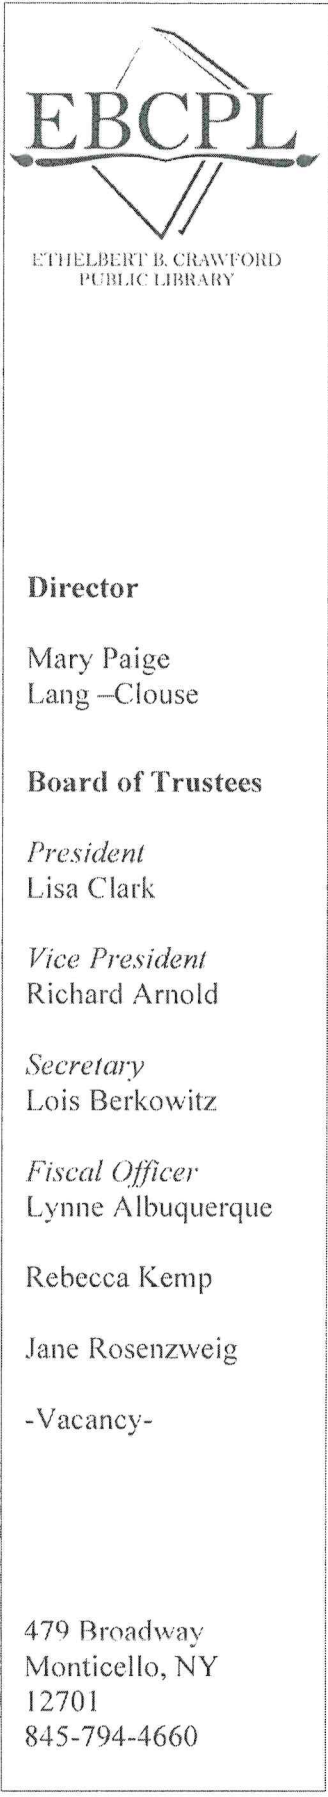 EBCPL
ETHELBERT B. CRAWFORD
PUBLIC LIBRARY
Director
Mary Paige
Lang –Clouse
Board of Trustees
President
Lisa Clark
Vice President
Richard Arnold
Secretary
Lois Berkowitz
Fiscal Officer
Lynne Albuquerque
Rebecca Kemp
Jane Rosenzweig
-Vacancy-
479 Broadway
Monticello, NY
12701
845-794-4660